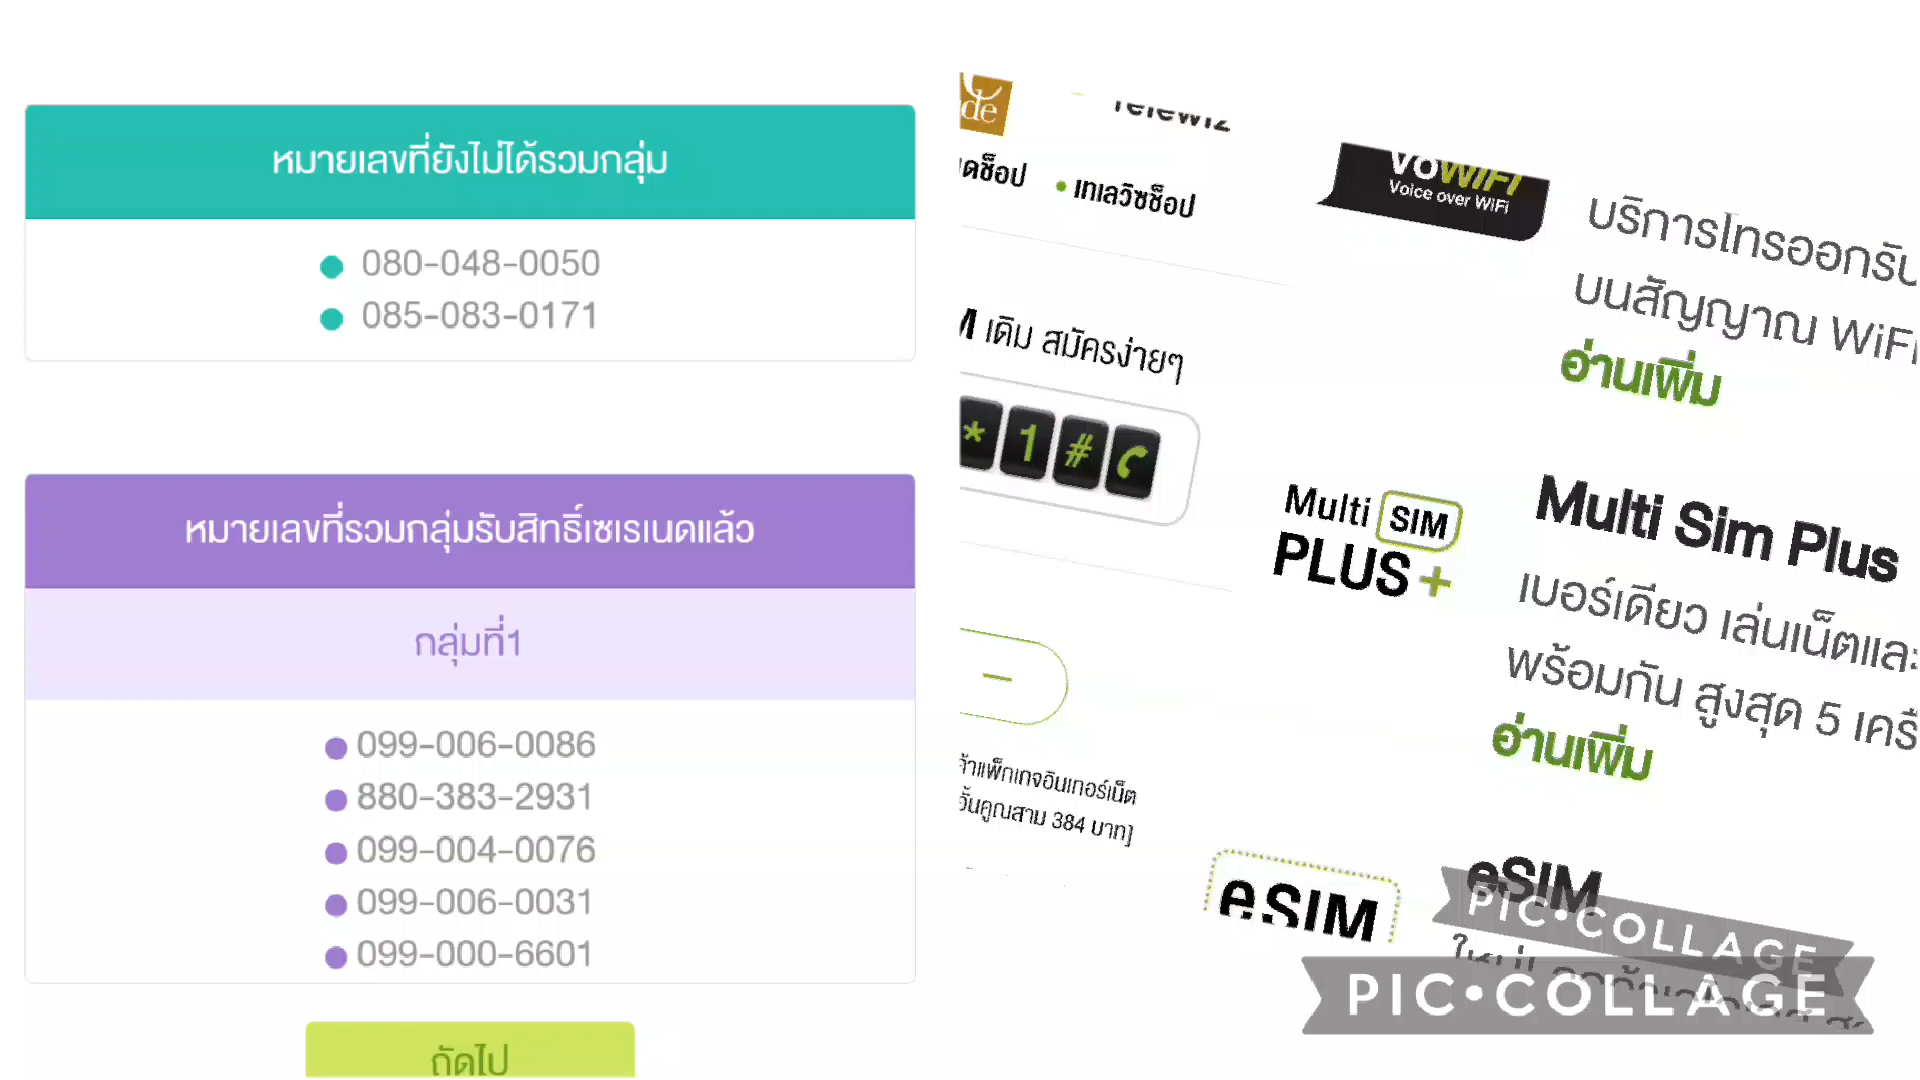 หมายเลขที่ยังไม่ได้รวมกลุ่ม
080-048-0050
085-083-0171
หมายเลขที่รวมกลุ่มรับสิทธิ์เซเรเนดแล้ว
กลุ่มที่1
099-006-0086
880-383-2931
099-004-0076
099-006-0031
099-000-6601
ถัดไป
de
Telewiz
ดช็อป
• เทเลวิซช็อป
M เดิม สมัครง่ายๆ
*1#
แพ็กเกจอินเทอร์เน็ต
คูณสาม 384 บาท]
VoWiFi
Voice over WiFi
บริการโทรออกรับ
บนสัญญาณ WiFi
อ่านเพิ่ม
Multi SIM
PLUS+
Multi Sim Plus
เบอร์เดียว เล่นเน็ตและ
พร้อมกัน สูงสุด 5 เครื
อ่านเพิ่ม
eSIM
eSIM
PIC•COLLAGE
PIC•COLLAGE